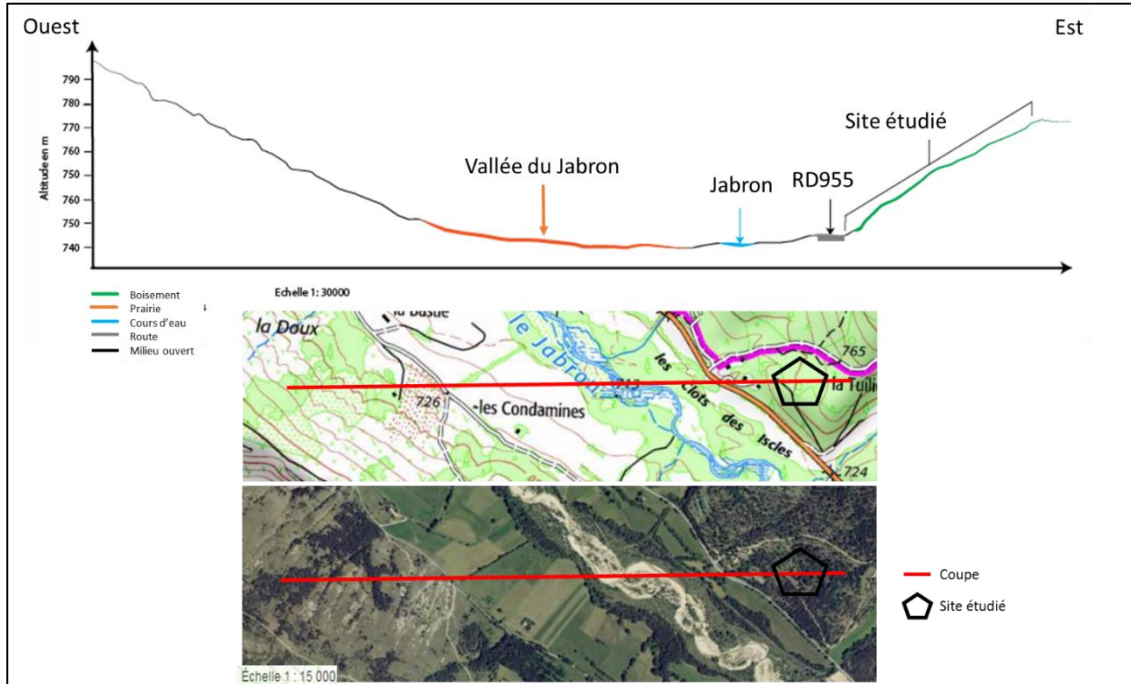 Ouest
Est
Altitude en m
790
780
770
760
750
740
750
740
Vallée du Jabron
Jabron
RD955
Site étudié
Boisement
Prairie
Cours d'eau
Route
Milieu ouvert
Echelle 1: 30000
la Doux
le Jabron
765
726
les Condamines
les Clots des Iscles
724
Coupe
Site étudié
Échelle 1 : 15 000